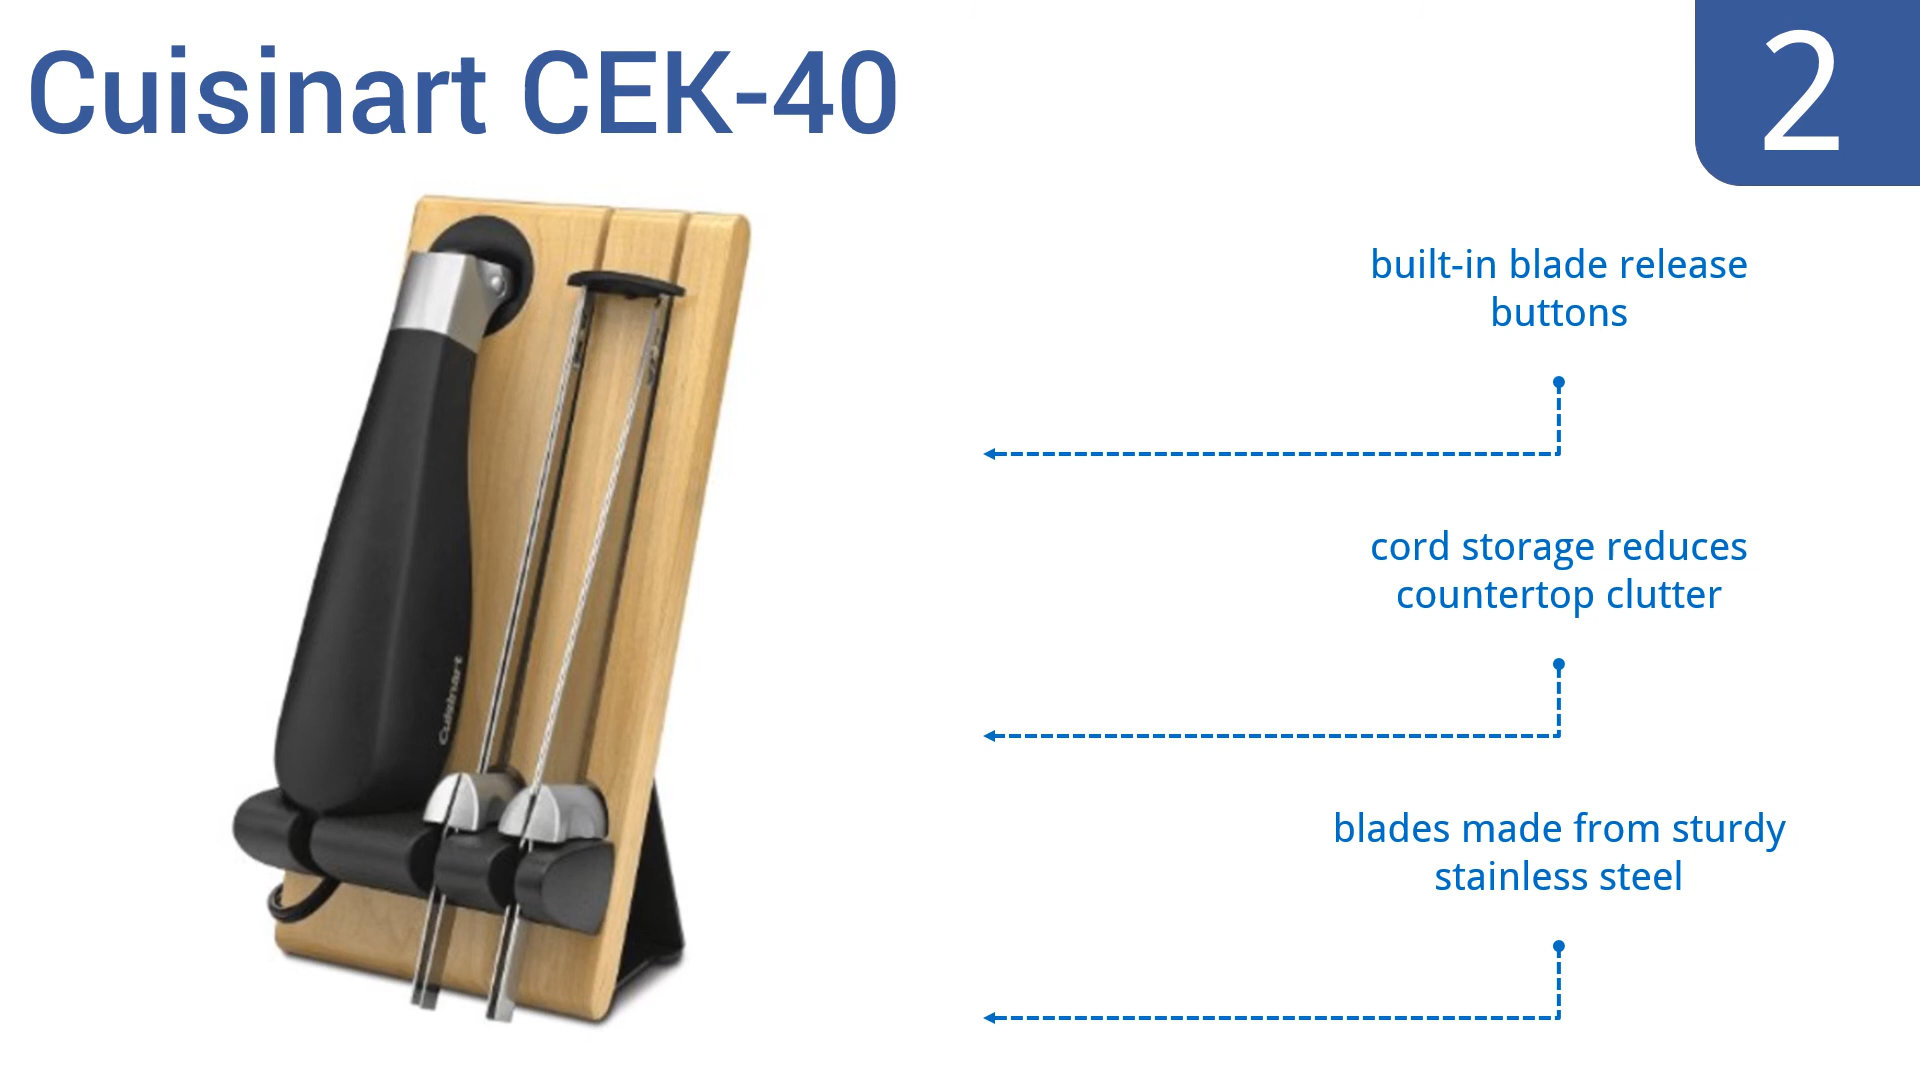 Cuisinart CEK-40
2
built-in blade release
buttons
cord storage reduces
countertop clutter
blades made from sturdy
stainless steel
Cuisinart